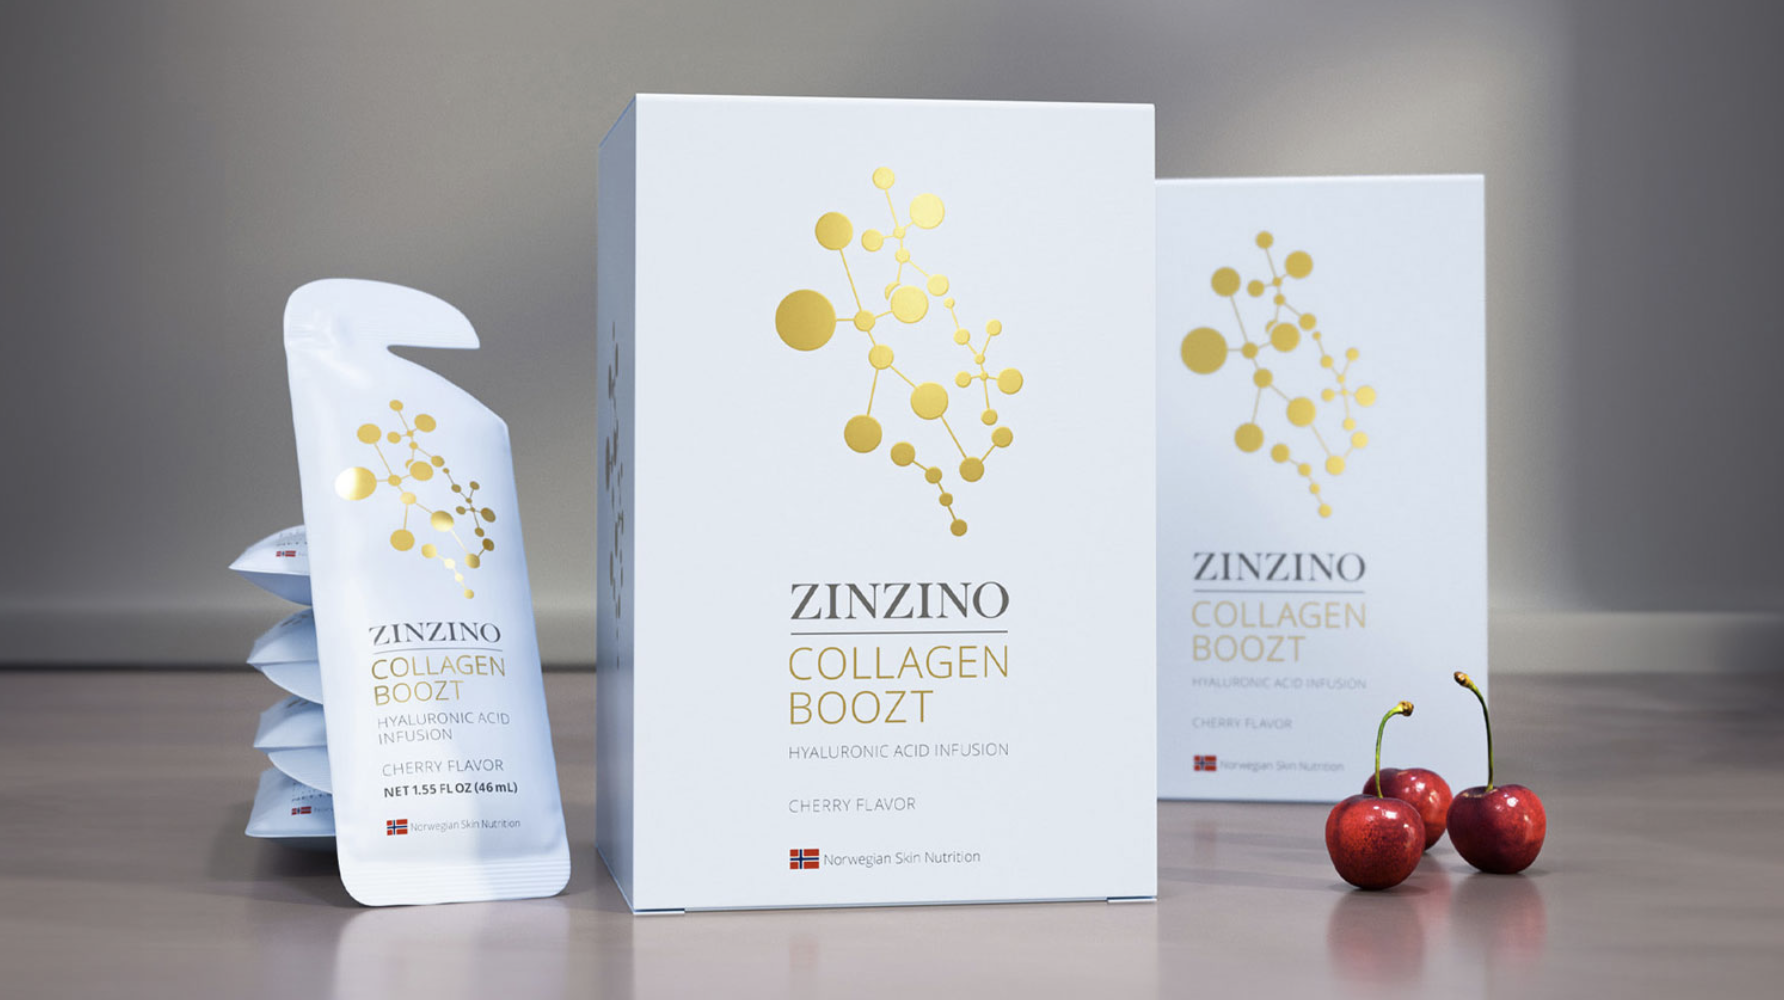 ZINZINO
COLLAGEN
BOOZT
HYALURONIC ACID
INFUSION
CHERRY FLAVOR
NET 1.55 FL OZ (46 mL)
Norwegian Skin Nutrition
ZINZINO
COLLAGEN
BOOZT
HYALURONIC ACID INFUSION
CHERRY FLAVOR
Norwegian Skin Nutrition
ZINZINO
COLLAGEN
BOOZT
HYALURONIC ACID INFUSION
CHERRY FLAVOR
Norwegian Skin Nutrition